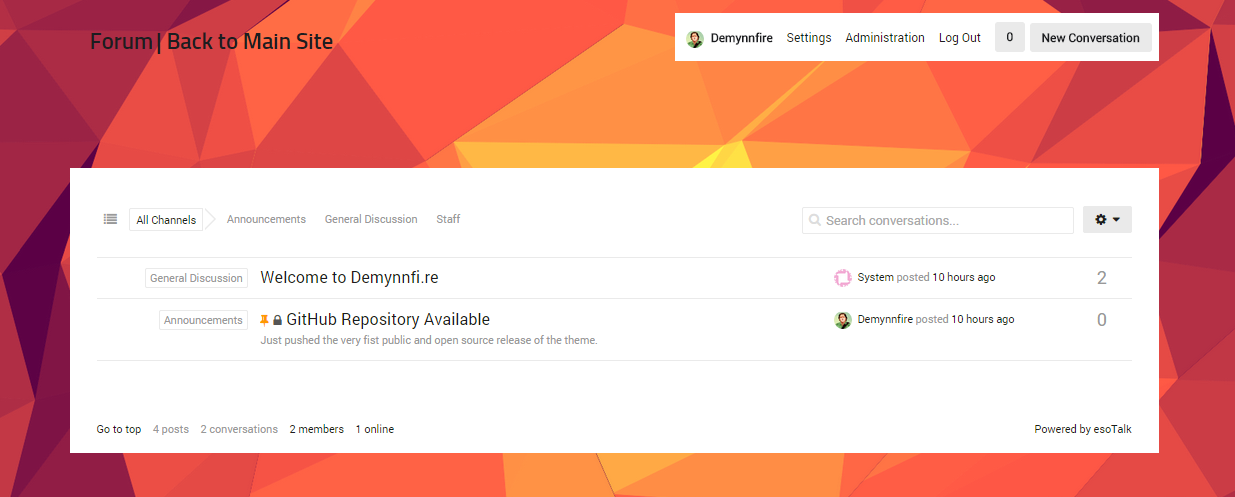 Forum | Back to Main Site
Demynnfire Settings Administration Log Out 0 New Conversation
All Channels Announcements General Discussion Staff Search conversations...
General Discussion Welcome to Demynnfi.re System posted 10 hours ago 2
Announcements GitHub Repository Available Demynnfire posted 10 hours ago 0
Just pushed the very fist public and open source release of the theme.
Go to top 4 posts 2 conversations 2 members 1 online Powered by esoTalk